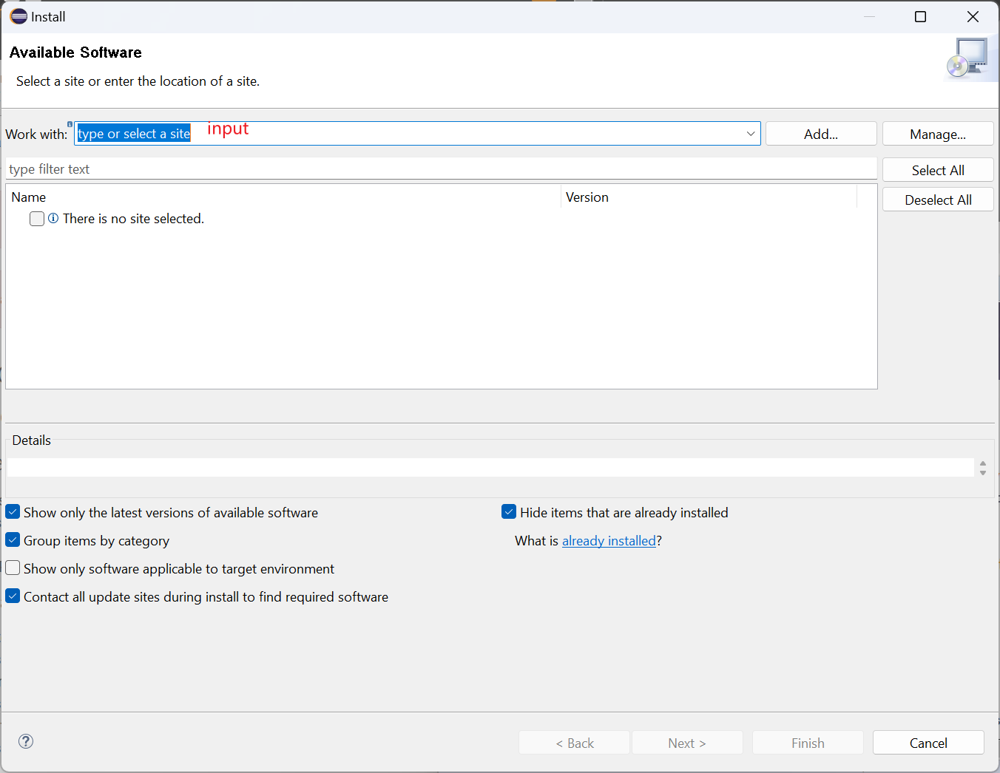 Install
Available Software
Select a site or enter the location of a site.
Work with: type or select a site input Add... Manage...
type filter text Select All
Name Version Deselect All
There is no site selected.
Details
Show only the latest versions of available software Hide items that are already installed
Group items by category What is already installed?
Show only software applicable to target environment
Contact all update sites during install to find required software
? < Back Next > Finish Cancel